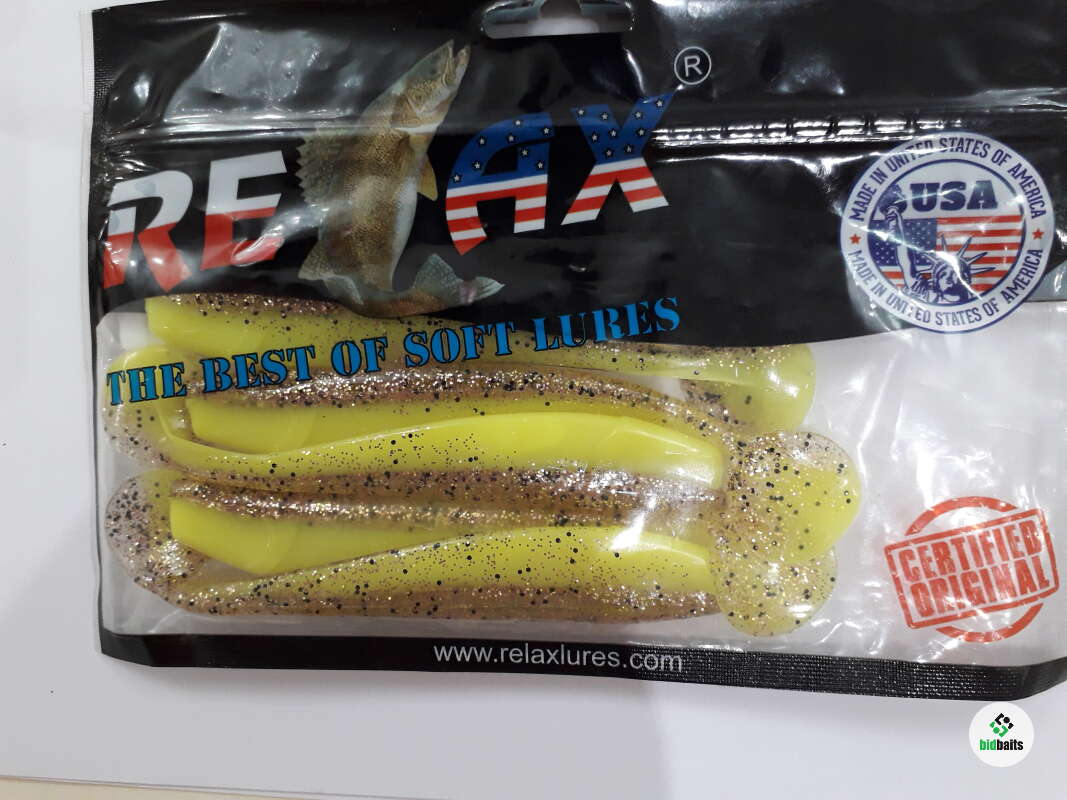 RELAX ®
MADE IN UNITED STATES OF AMERICA
USA
MADE IN UNITED STATES OF AMERICA
THE BEST OF SOFT LURES
CERTIFIED
ORIGINAL
www.relaxlures.com
bidbaits